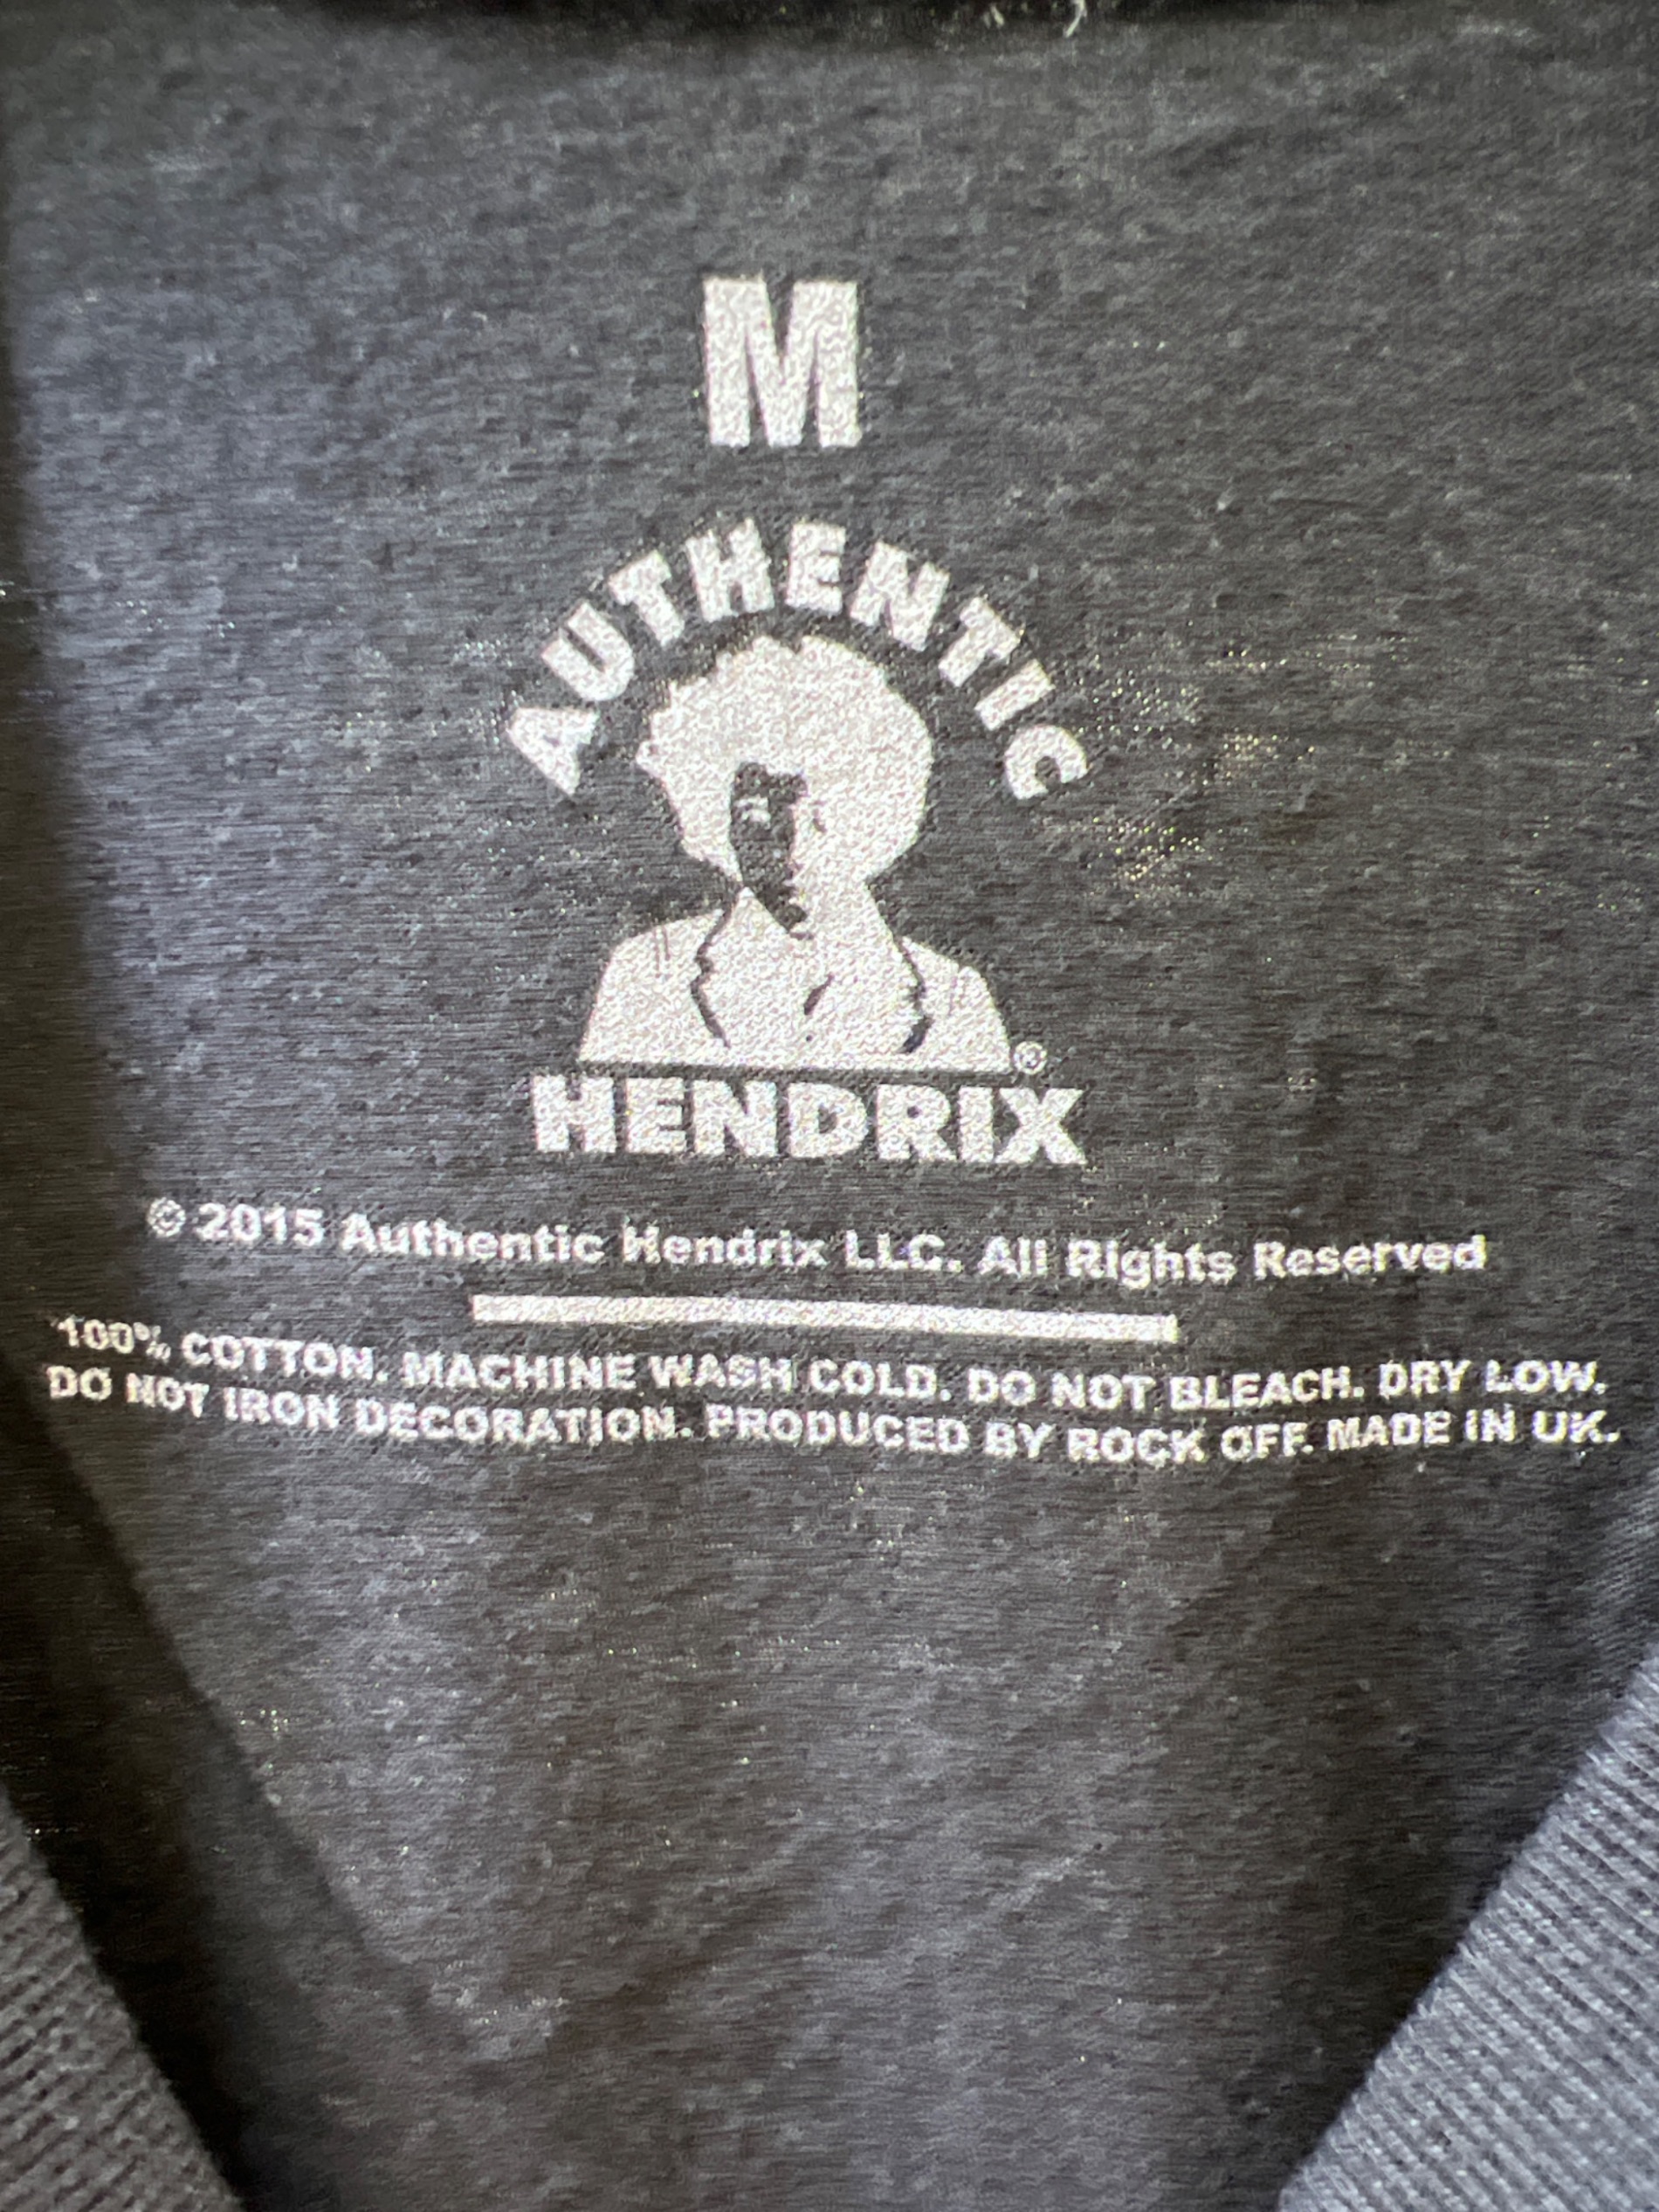 M
AUTHENTIC
®
HENDRIX
© 2015 Authentic Hendrix LLC. All Rights Reserved
100% COTTON. MACHINE WASH COLD. DO NOT BLEACH. DRY LOW.
DO NOT IRON DECORATION. PRODUCED BY ROCK OFF. MADE IN UK.